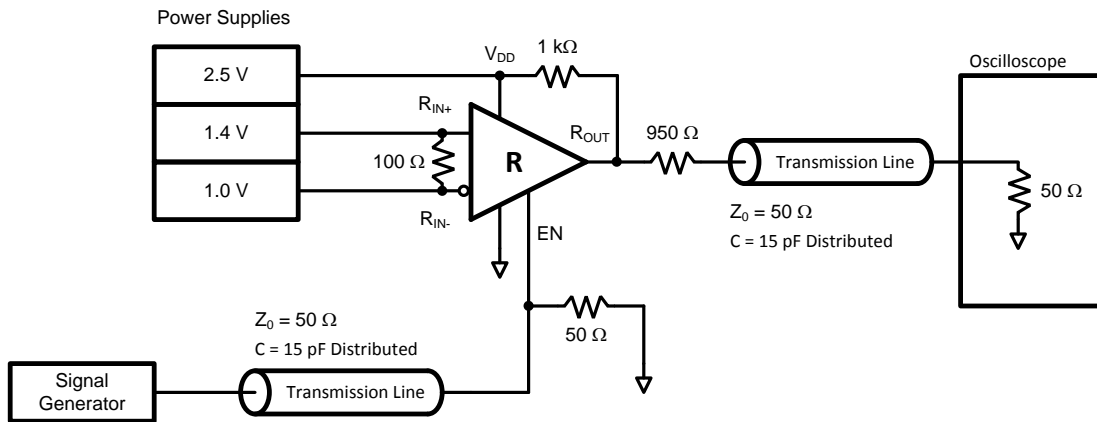 Power Supplies
2.5 V
1.4 V
1.0 V
V_DD
1 kΩ
R_IN+
R_IN-
100 Ω
R
R_OUT
EN
950 Ω
Transmission Line
Z_0 = 50 Ω
C = 15 pF Distributed
Oscilloscope
50 Ω
50 Ω
Z_0 = 50 Ω
C = 15 pF Distributed
Transmission Line
Signal
Generator